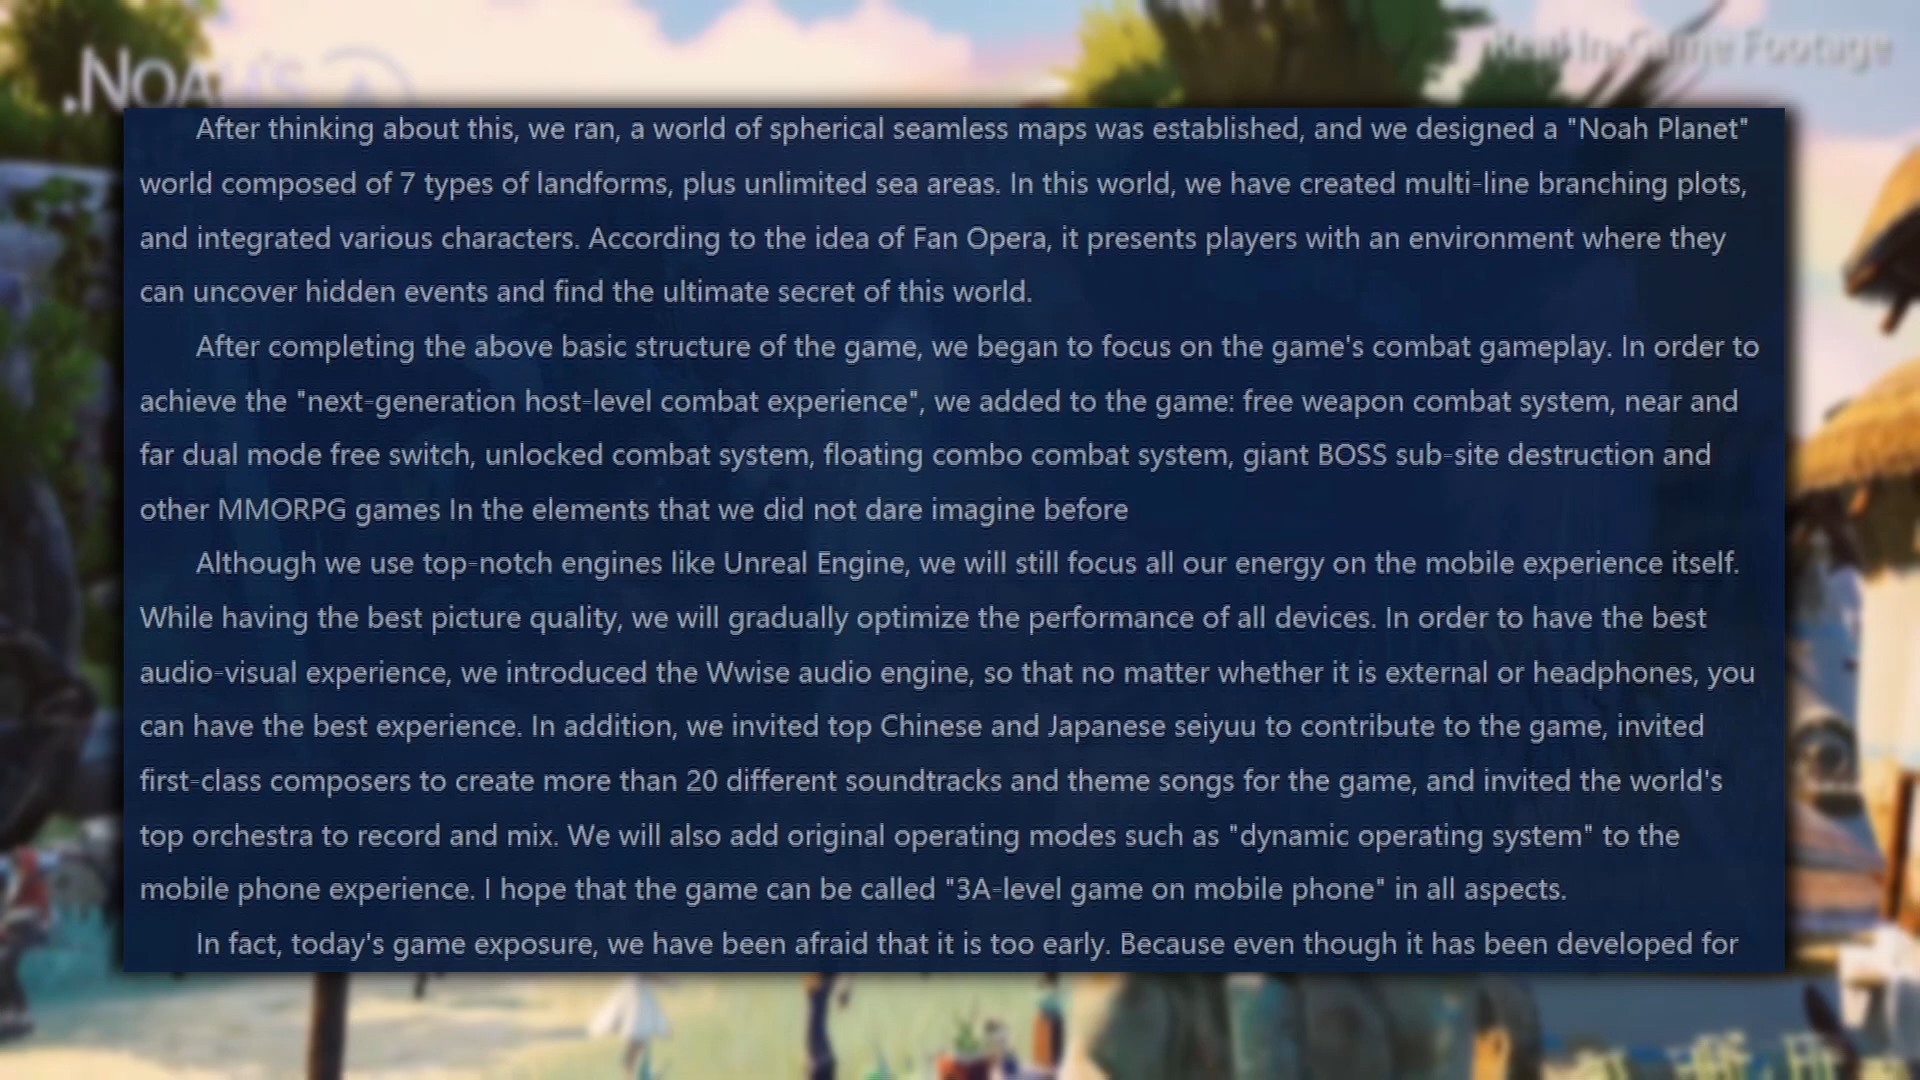 .NOAH'S
Real In-Game Footage
After thinking about this, we ran, a world of spherical seamless maps was established, and we designed a "Noah Planet"
world composed of 7 types of landforms, plus unlimited sea areas. In this world, we have created multi-line branching plots,
and integrated various characters. According to the idea of Fan Opera, it presents players with an environment where they
can uncover hidden events and find the ultimate secret of this world.
After completing the above basic structure of the game, we began to focus on the game's combat gameplay. In order to
achieve the "next-generation host-level combat experience", we added to the game: free weapon combat system, near and
far dual mode free switch, unlocked combat system, floating combo combat system, giant BOSS sub-site destruction and
other MMORPG games In the elements that we did not dare imagine before
Although we use top-notch engines like Unreal Engine, we will still focus all our energy on the mobile experience itself.
While having the best picture quality, we will gradually optimize the performance of all devices. In order to have the best
audio-visual experience, we introduced the Wwise audio engine, so that no matter whether it is external or headphones, you
can have the best experience. In addition, we invited top Chinese and Japanese seiyuu to contribute to the game, invited
first-class composers to create more than 20 different soundtracks and theme songs for the game, and invited the world's
top orchestra to record and mix. We will also add original operating modes such as "dynamic operating system" to the
mobile phone experience. I hope that the game can be called "3A-level game on mobile phone" in all aspects.
In fact, today's game exposure, we have been afraid that it is too early. Because even though it has been developed for